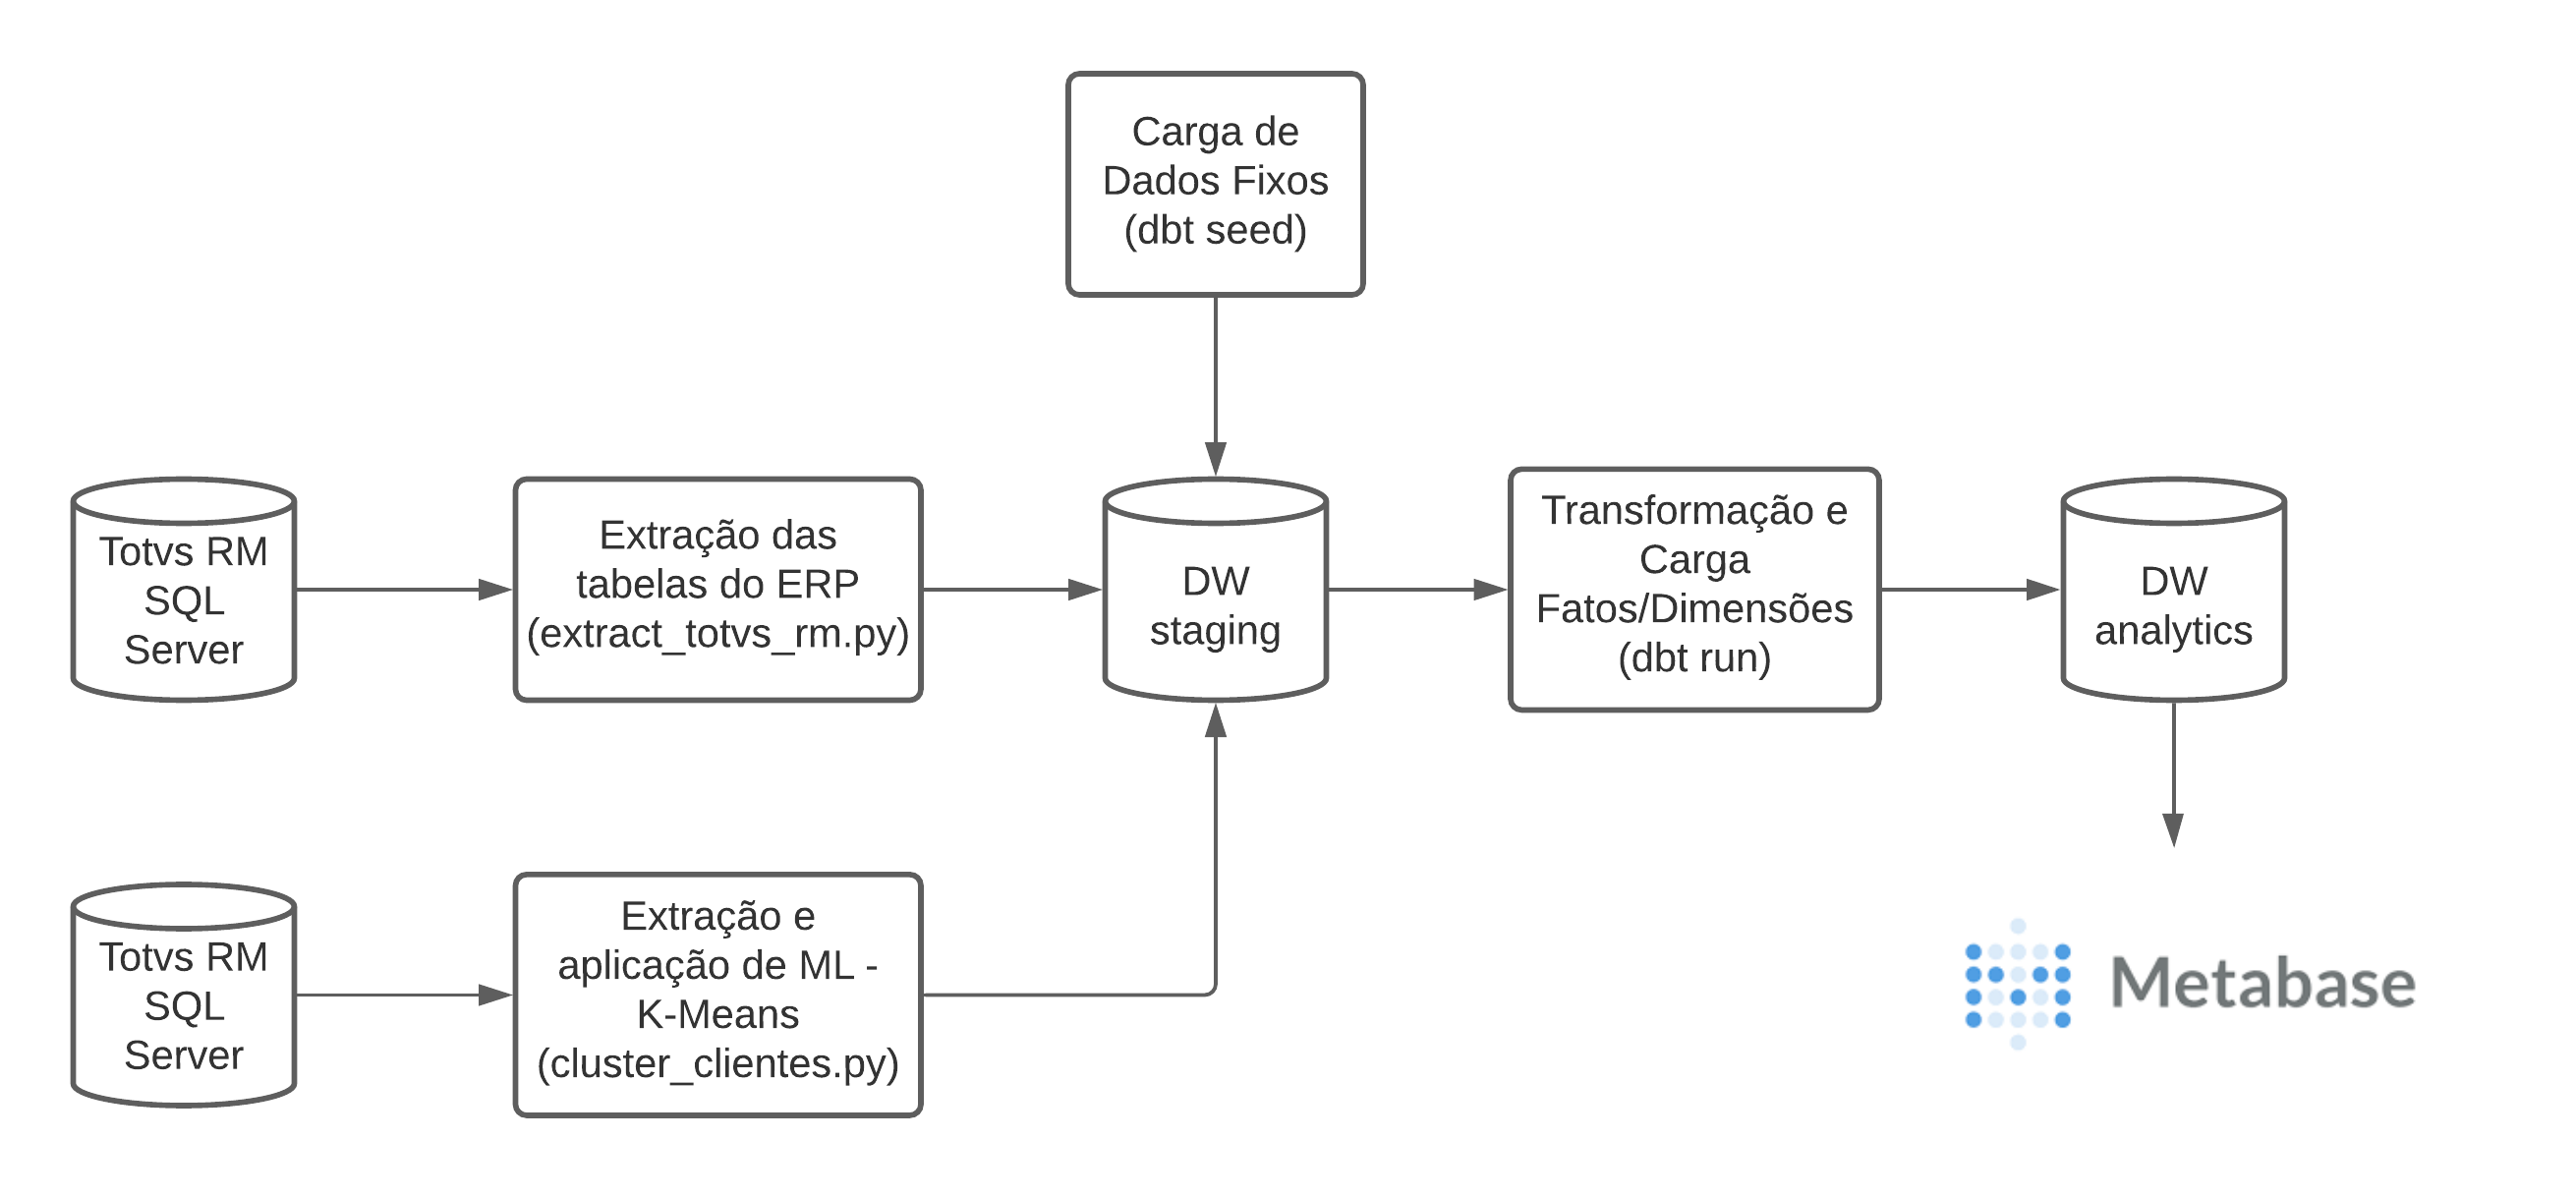 Carga de
Dados Fixos
(dbt seed)
Totvs RM
SQL
Server
Extração das
tabelas do ERP
(extract_totvs_rm.py)
DW
staging
Transformação e
Carga
Fatos/Dimensões
(dbt run)
DW
analytics
Totvs RM
SQL
Server
Extração e
aplicação de ML -
K-Means
(cluster_clientes.py)
Metabase